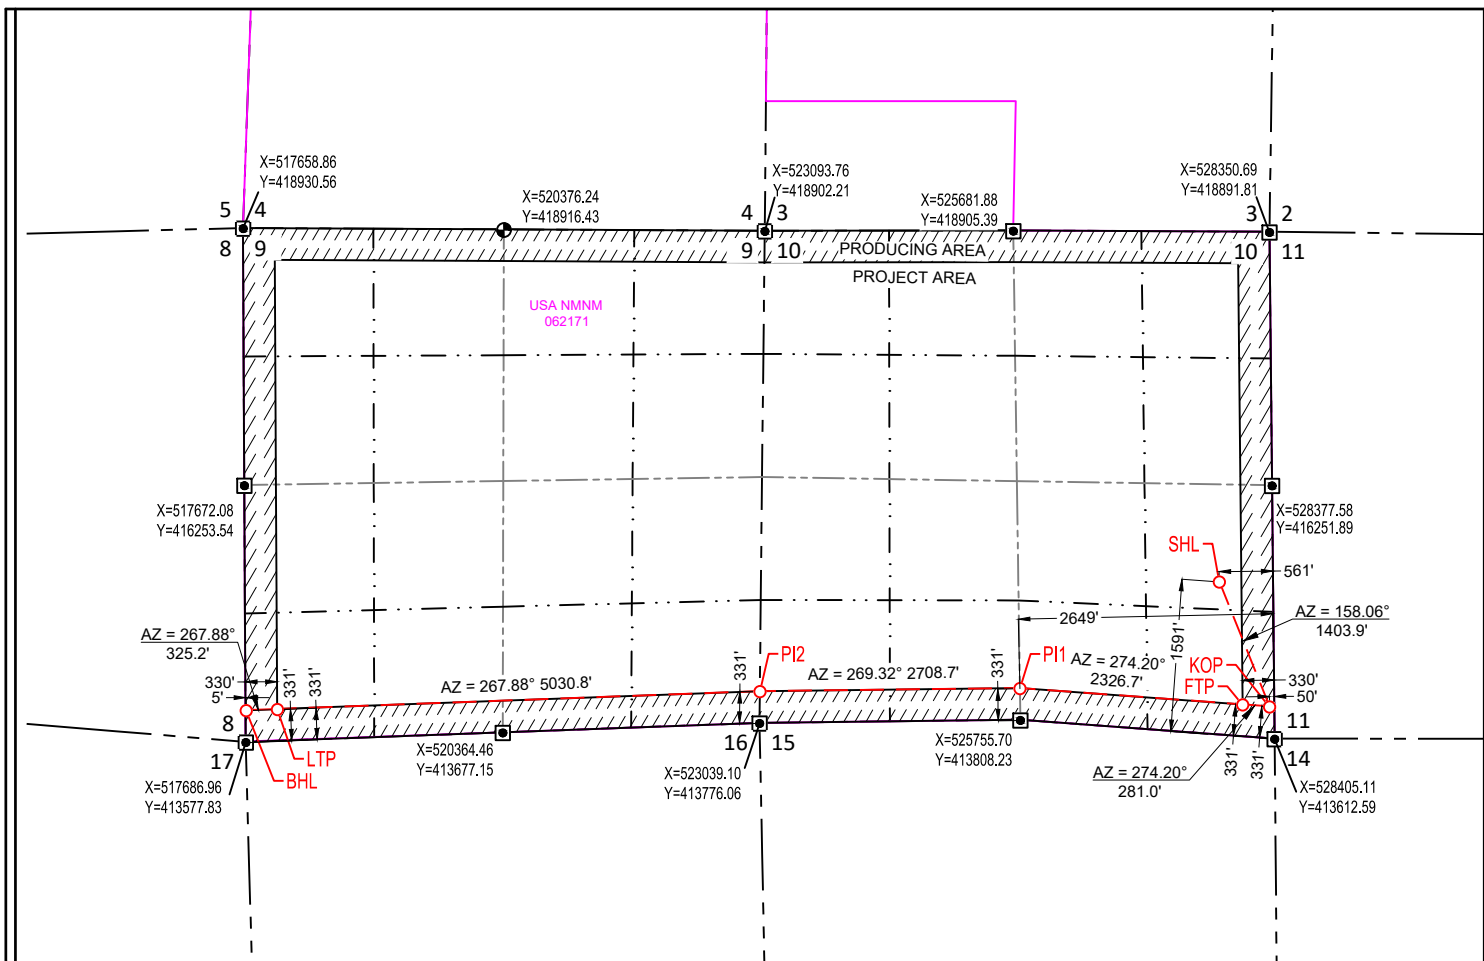 X=517658.86
Y=418930.56
X=520376.24
Y=418916.43
X=523093.76
Y=418902.21
X=525681.88
Y=418905.39
X=528350.69
Y=418891.81
5 4
8 9
4 3
9 10
3 2
10 11
PRODUCING AREA
PROJECT AREA
USA NMNM
062171
X=517672.08
Y=416253.54
X=528377.58
Y=416251.89
SHL
561'
1591'
AZ = 158.06°
1403.9'
2649'
AZ = 267.88°
325.2'
330'
5'
331'
331'
AZ = 267.88° 5030.8'
331'
PI2
AZ = 269.32° 2708.7'
331'
PI1
AZ = 274.20°
2326.7'
KOP
FTP
330'
50'
8
17
LTP
BHL
16 15
11
14
331'
331'
AZ = 274.20°
281.0'
X=517686.96
Y=413577.83
X=520364.46
Y=413677.15
X=523039.10
Y=413776.06
X=525755.70
Y=413808.23
X=528405.11
Y=413612.59